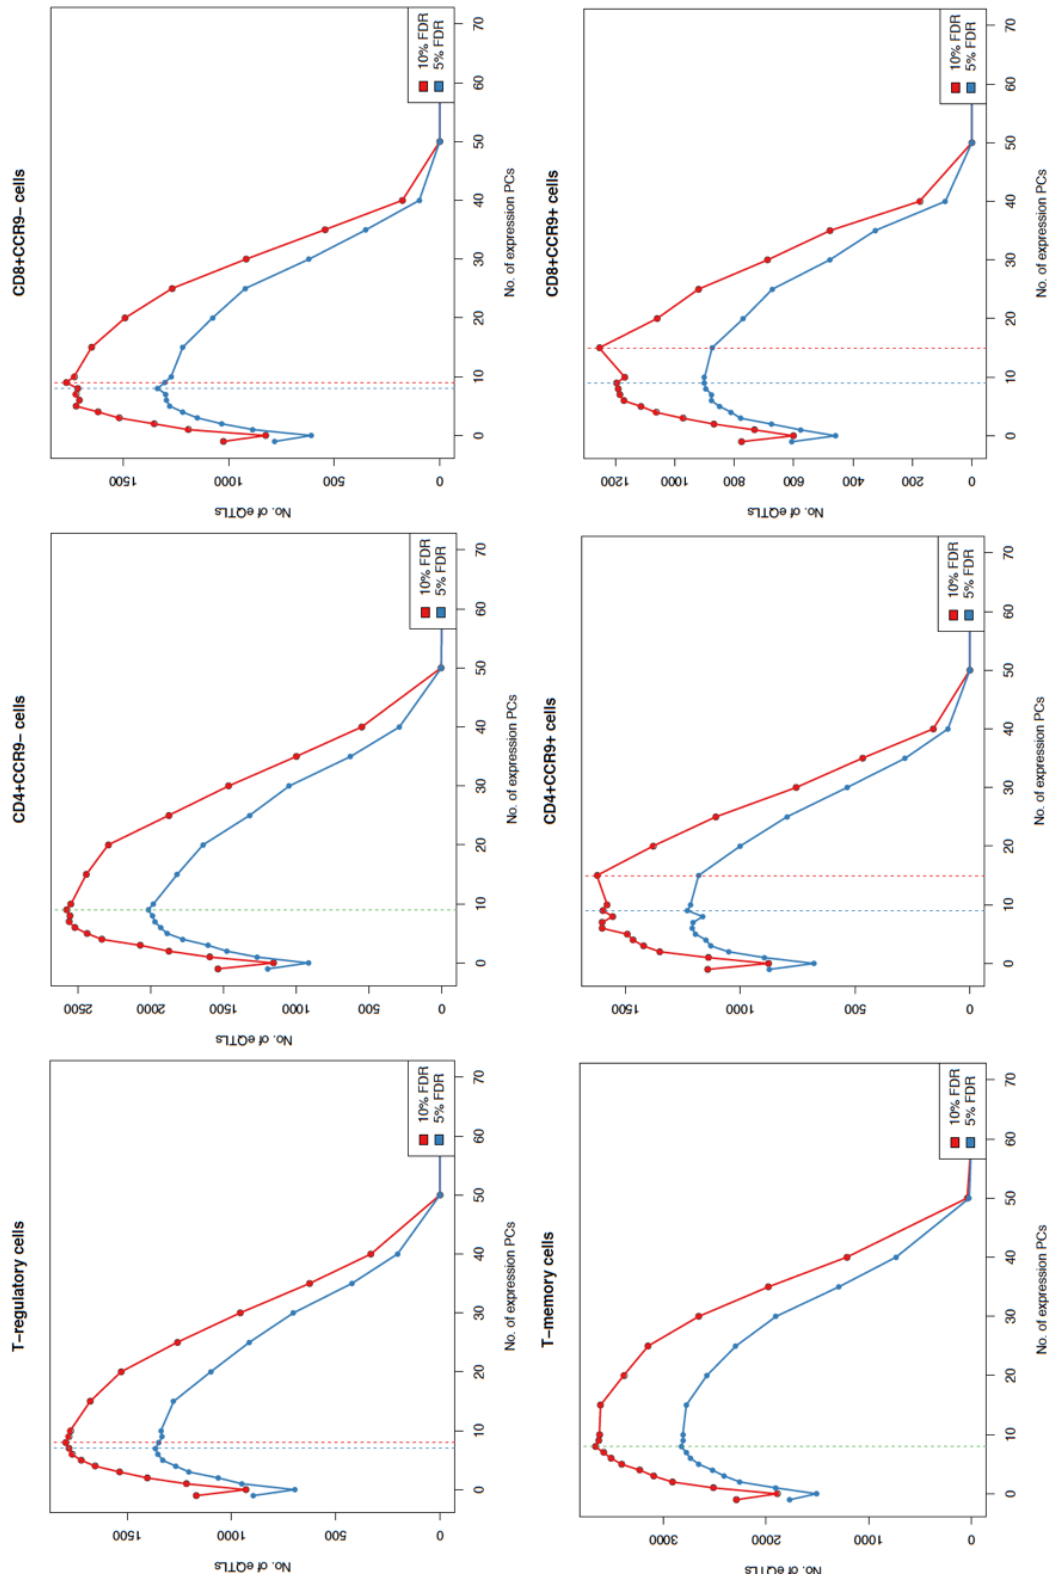 T−regulatory cells
No. of eQTLs
1500
1000
500
0
10% FDR
5% FDR
0 10 20 30 40 50 60 70
No. of expression PCs
CD4+CCR9− cells
No. of eQTLs
2500
2000
1500
1000
500
0
10% FDR
5% FDR
0 10 20 30 40 50 60 70
No. of expression PCs
CD8+CCR9− cells
No. of eQTLs
1500
1000
500
0
10% FDR
5% FDR
0 10 20 30 40 50 60 70
No. of expression PCs
T−memory cells
No. of eQTLs
3000
2000
1000
0
10% FDR
5% FDR
0 10 20 30 40 50 60 70
No. of expression PCs
CD4+CCR9+ cells
No. of eQTLs
1500
1000
500
0
10% FDR
5% FDR
0 10 20 30 40 50 60 70
No. of expression PCs
CD8+CCR9+ cells
No. of eQTLs
1200
1000
800
600
400
200
0
10% FDR
5% FDR
0 10 20 30 40 50 60 70
No. of expression PCs